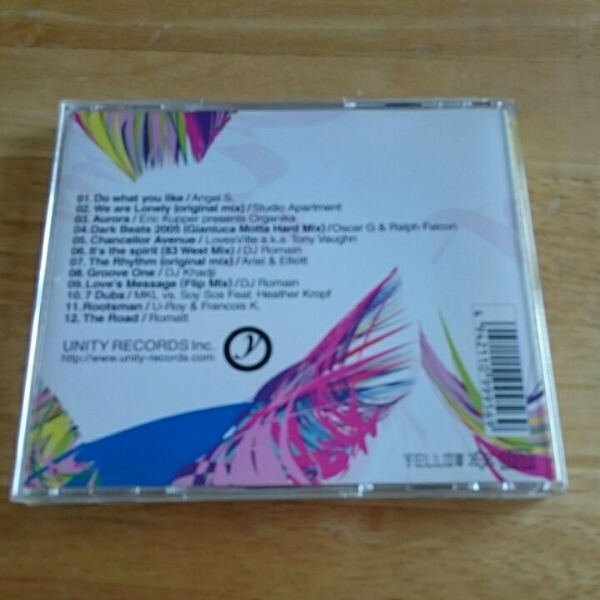 01. Do what you like / Angel S.
02. We are Lonely (original mix) / Studio Apartment
03. Aurora / Eric Kupper presents Organika
04. Dark Beats 2005 (Gianluca Motta Hard Mix) / Oscar G & Ralph Falcon
05. Chancellor Avenue / LovesVille a.k.a. Tony Vaughn
06. It's the spirit (83 West Mix) / DJ Romain
07. The Rhythm (original mix) / Ariel & Elliott
08. Groove One / DJ Khadji
09. Love's Message (Flip Mix) / DJ Romain
10. 7 Dubs / MKL vs. Soy Sos Feat. Heather Kropf
11. Rootsman / U-Roy & Francois K.
12. The Road / Romatt
UNITY RECORDS Inc.
http://www.unity-records.com
y
YELLOW